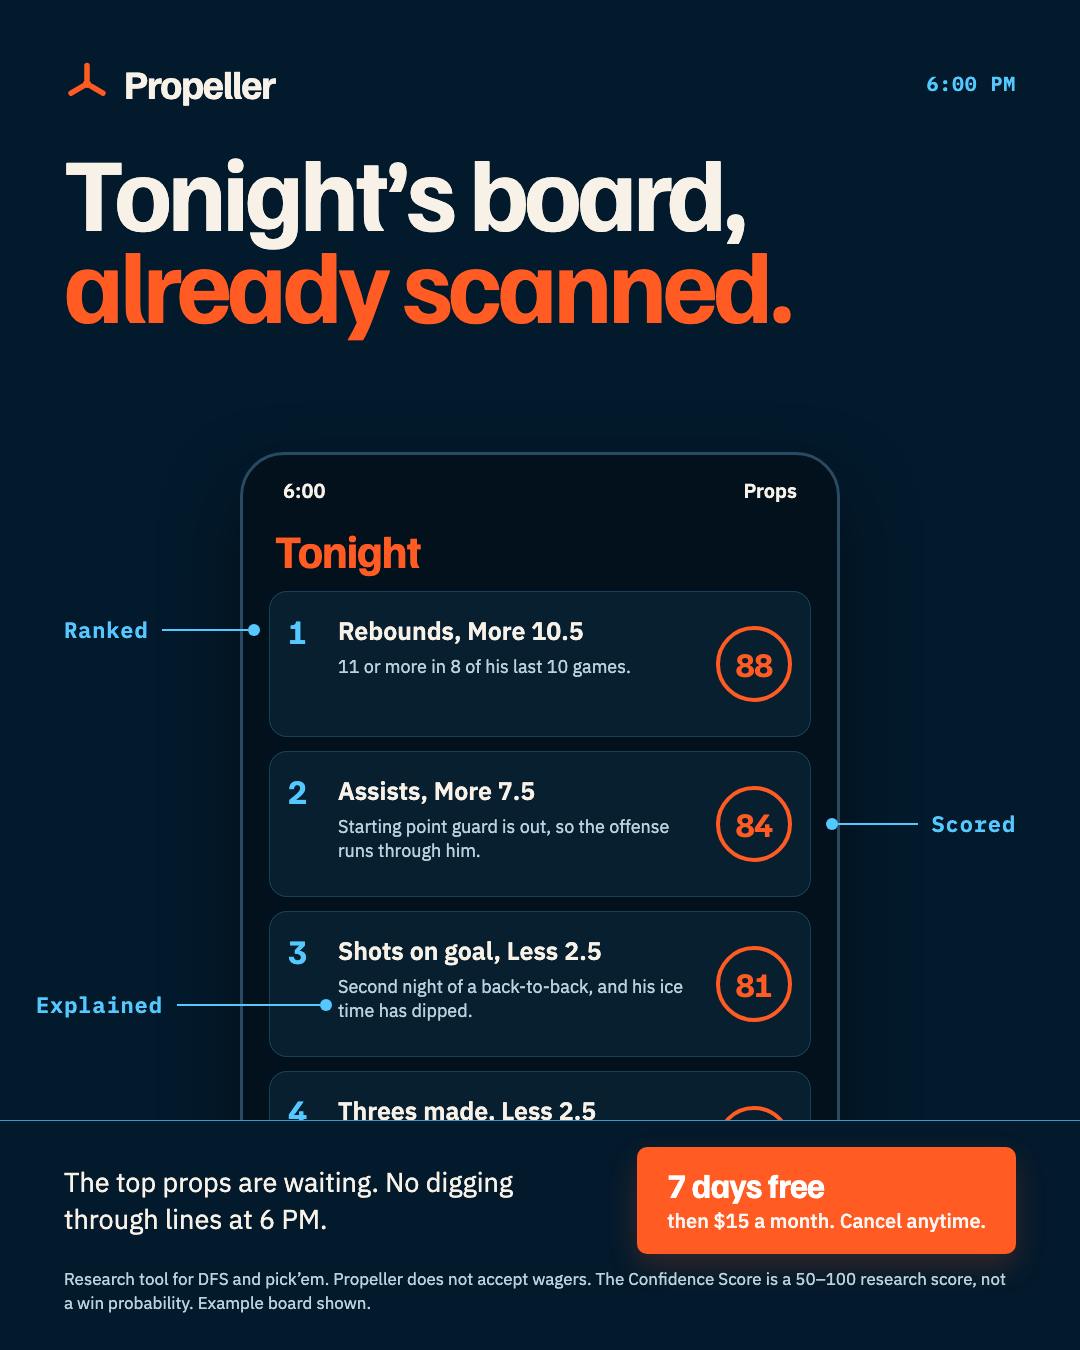 Propeller
6:00 PM
Tonight’s board,
already scanned.
6:00
Props
Tonight
Ranked
1
Rebounds, More 10.5
11 or more in 8 of his last 10 games.
88
2
Assists, More 7.5
Starting point guard is out, so the offense
runs through him.
84
Scored
3
Shots on goal, Less 2.5
Second night of a back-to-back, and his ice
time has dipped.
81
Explained
4
Threes made, Less 2.5
The top props are waiting. No digging
through lines at 6 PM.
7 days free
then $15 a month. Cancel anytime.
Research tool for DFS and pick’em. Propeller does not accept wagers. The Confidence Score is a 50–100 research score, not
a win probability. Example board shown.